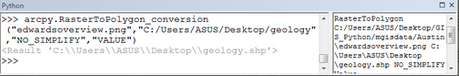 Python
>>> arcpy.RasterToPolygon_conversion
("edwardsoverview.png","C:/Users/ASUS/Desktop/geology"
,"NO_SIMPLIFY","VALUE")
<Result 'C:\\Users\\ASUS\\Desktop\\geology.shp'>
>>>
RasterToPolygon
C:/Users/ASUS/Desktop/GI
S_Python/mgisdata/Austin
\edwardsoverview.png C:
\Users\ASUS\Desktop
\geology.shp NO_SIMPLIFY